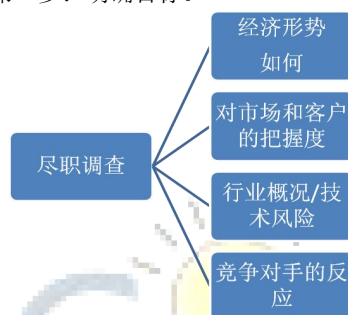 经济形势
如何
对市场和客户
的把握度
尽职调查
行业概况/技
术风险
竞争对手的反
应